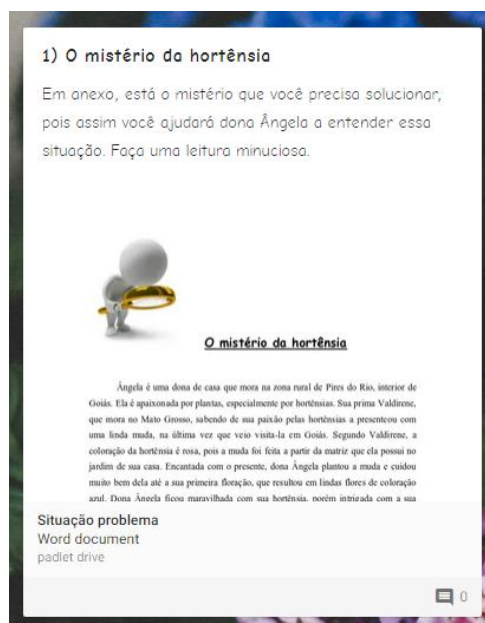 1) O mistério da hortênsia
Em anexo, está o mistério que você precisa solucionar,
pois assim você ajudará dona Ângela a entender essa
situação. Faça uma leitura minuciosa.
O mistério da hortênsia
Ângela é uma dona de casa que mora na zona rural de Pires do Rio, interior de
Goiás. Ela é apaixonada por plantas, especialmente por hortênsias. Sua prima Valdirene,
que mora no Mato Grosso, sabendo de sua paixão pelas hortênsias a presenteou com
uma linda muda, na última vez que veio visita-la em Goiás. Segundo Valdirene, a
coloração da hortênsia é rosa, pois a muda foi feita a partir da matriz que ela possui no
jardim de sua casa. Encantada com o presente, dona Ângela plantou a muda e cuidou
muito bem dela até a sua primeira floração, que resultou em lindas flores de coloração
azul. Dona Ângela ficou maravilhada com sua hortênsia, porém intrigada com a sua
Situação problema
Word document
padlet drive
0